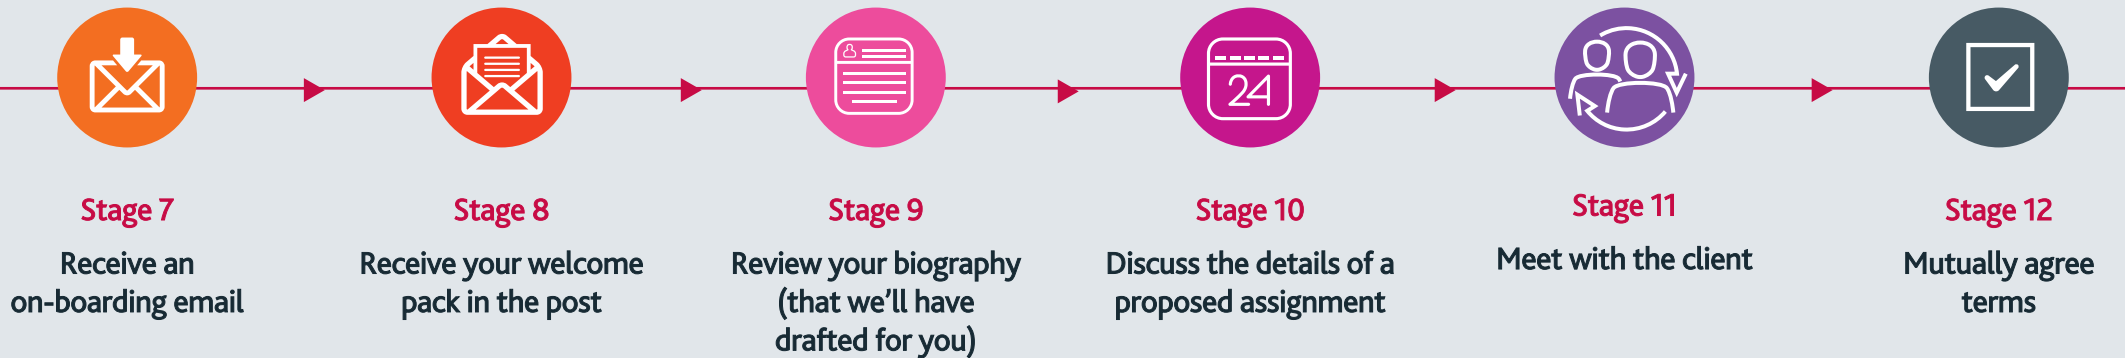 24
Stage 7
Receive an
on-boarding email
Stage 8
Receive your welcome
pack in the post
Stage 9
Review your biography
(that we’ll have
drafted for you)
Stage 10
Discuss the details of a
proposed assignment
Stage 11
Meet with the client
Stage 12
Mutually agree
terms